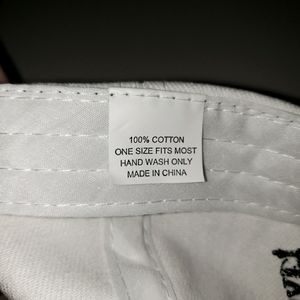 100% COTTON
ONE SIZE FITS MOST
HAND WASH ONLY
MADE IN CHINA